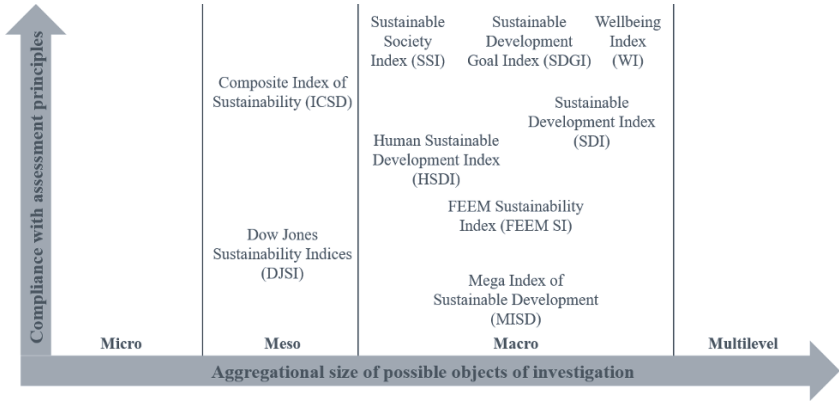 Compliance with assessment principles
Sustainable
Society
Index (SSI)
Sustainable
Development
Goal Index (SDGI)
Wellbeing
Index
(WI)
Composite Index of
Sustainability (ICSD)
Sustainable
Development Index
(SDI)
Human Sustainable
Development Index
(HSDI)
FEEM Sustainability
Index (FEEM SI)
Dow Jones
Sustainability Indices
(DJSI)
Mega Index of
Sustainable Development
(MISD)
Micro
Meso
Macro
Multilevel
Aggregational size of possible objects of investigation